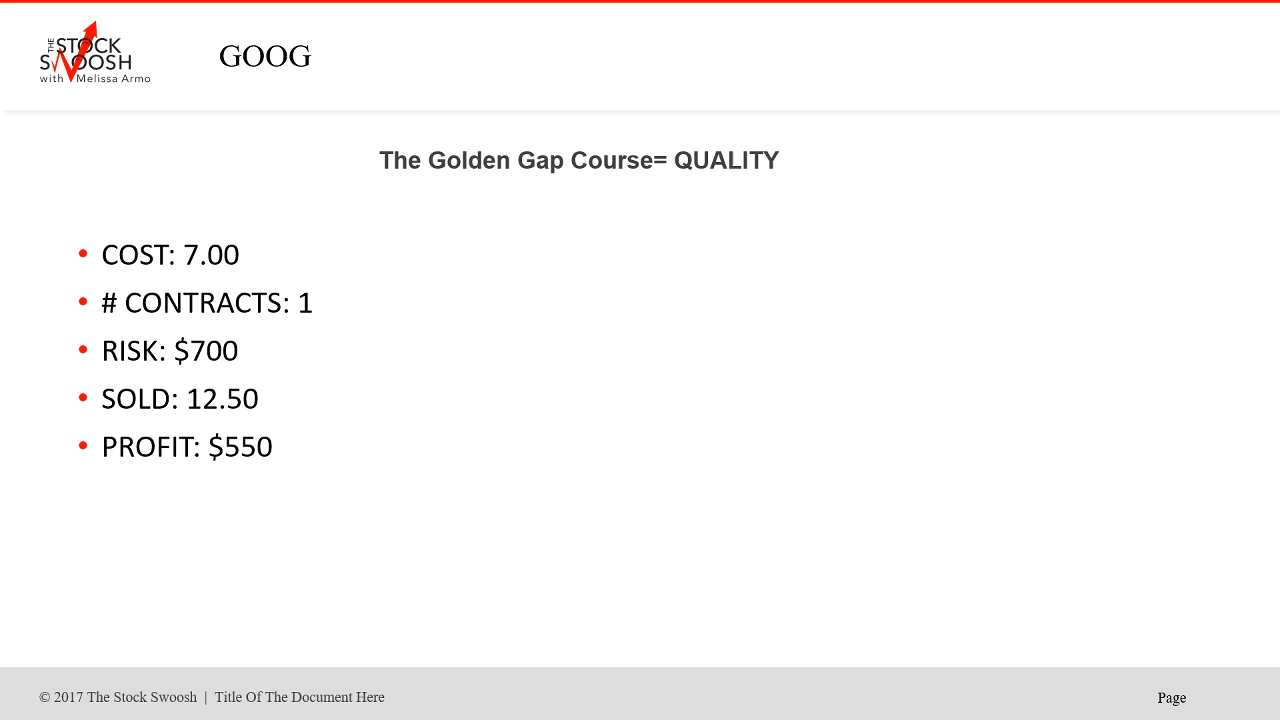 THE STOCK
SWOOSH
with Melissa Armo
GOOG
The Golden Gap Course= QUALITY
• COST: 7.00
• # CONTRACTS: 1
• RISK: $700
• SOLD: 12.50
• PROFIT: $550
© 2017 The Stock Swoosh | Title Of The Document Here
Page